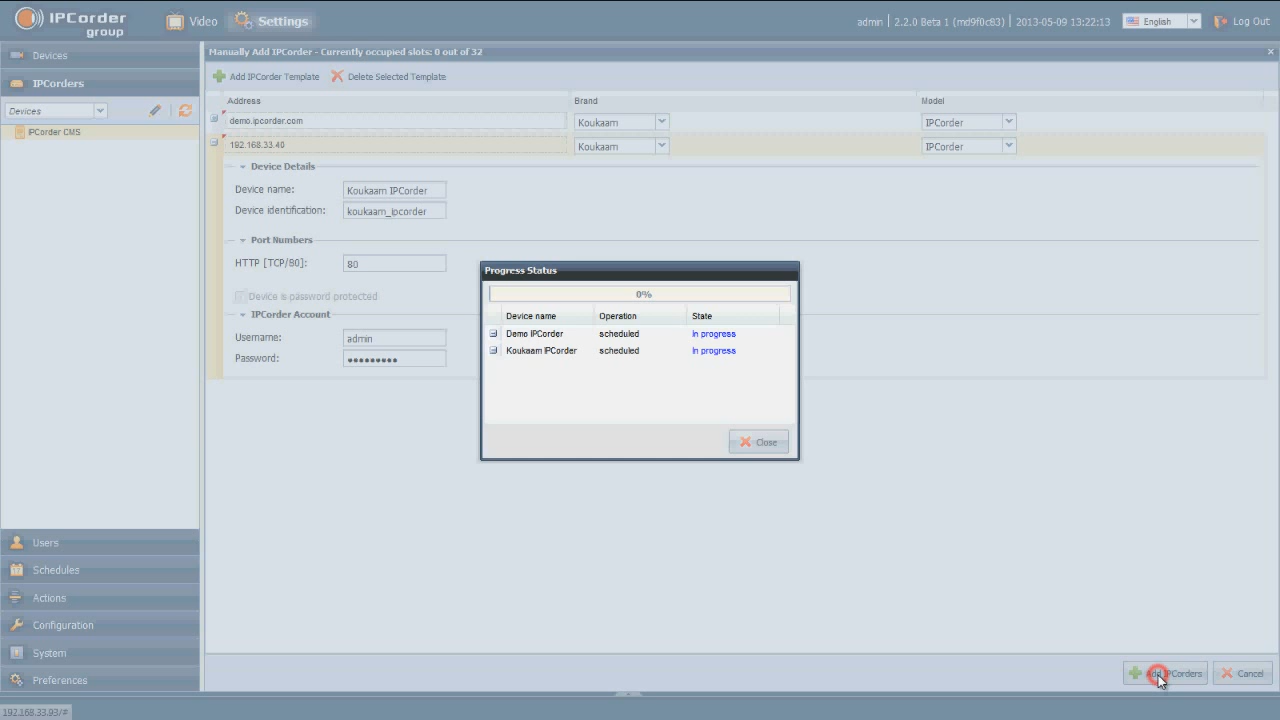 IPCorder group Video Settings admin 2.2.0 Beta 1 (md9f0c83) 2013-05-09 13:22:13 English Log Out
Devices
Manually Add IPCorder - Currently occupied slots: 0 out of 32
IPCorders
Add IPCorder Template Delete Selected Template
Address Brand Model
Devices
demo.ipcorder.com Koukaam IPCorder
IPCorder CMS
192.168.33.40 Koukaam IPCorder
Device Details
Device name: Koukaam IPCorder
Device identification: koukaam_ipcorder
Port Numbers
HTTP [TCP/80]: 80
Device is password protected
IPCorder Account
Username: admin
Password: •••••••••
Progress Status
0%
Device name Operation State
Demo IPCorder scheduled In progress
Koukaam IPCorder scheduled In progress
Close
Users
Schedules
Actions
Configuration
System
Preferences
Add IPCorders Cancel
192.168.33.93/#